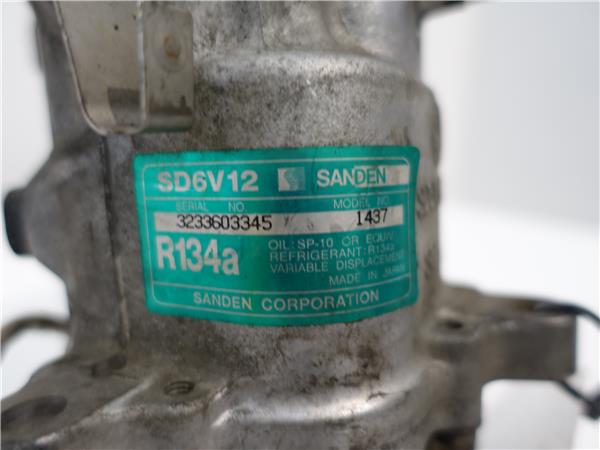 SD6V12 SANDEN
SERIAL NO. MODEL NO.
3233603345 1437
R134a
OIL: SP-10 OR EQUIV.
REFRIGERANT: R134a
VARIABLE DISPLACEMENT
MADE IN JAPAN
SANDEN CORPORATION